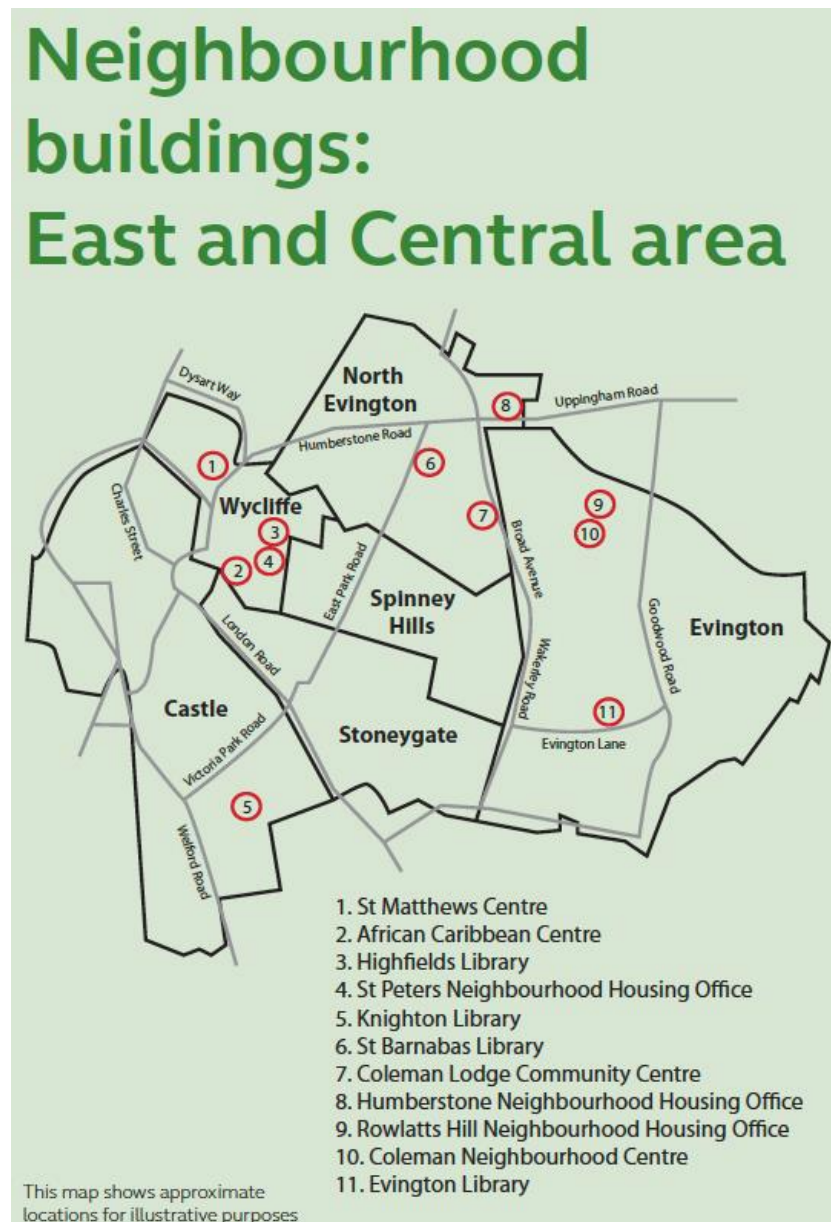 Neighbourhood
buildings:
East and Central area
Dysart Way
North
Evington
8
Uppingham Road
Humberstone Road
1
6
Charles Street
Wycliffe
9
7
3
10
Broad Avenue
2
4
East Park Road
Spinney
Hills
Goodwood Road
Evington
London Road
Wakerley Road
Castle
11
Victoria Park Road
Stoneygate
Evington Lane
5
Welford Road
1. St Matthews Centre
2. African Caribbean Centre
3. Highfields Library
4. St Peters Neighbourhood Housing Office
5. Knighton Library
6. St Barnabas Library
7. Coleman Lodge Community Centre
8. Humberstone Neighbourhood Housing Office
9. Rowlatts Hill Neighbourhood Housing Office
10. Coleman Neighbourhood Centre
11. Evington Library
This map shows approximate
locations for illustrative purposes